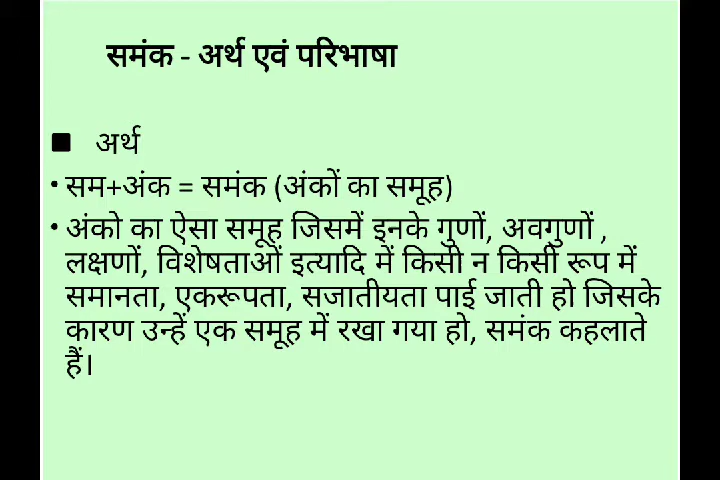 समंक - अर्थ एवं परिभाषा
■ अर्थ
• सम+अंक = समंक (अंकों का समूह)
• अंको का ऐसा समूह जिसमें इनके गुणों, अवगुणों ,
लक्षणों, विशेषताओं इत्यादि में किसी न किसी रूप में
समानता, एकरूपता, सजातीयता पाई जाती हो जिसके
कारण उन्हें एक समूह में रखा गया हो, समंक कहलाते
हैं।